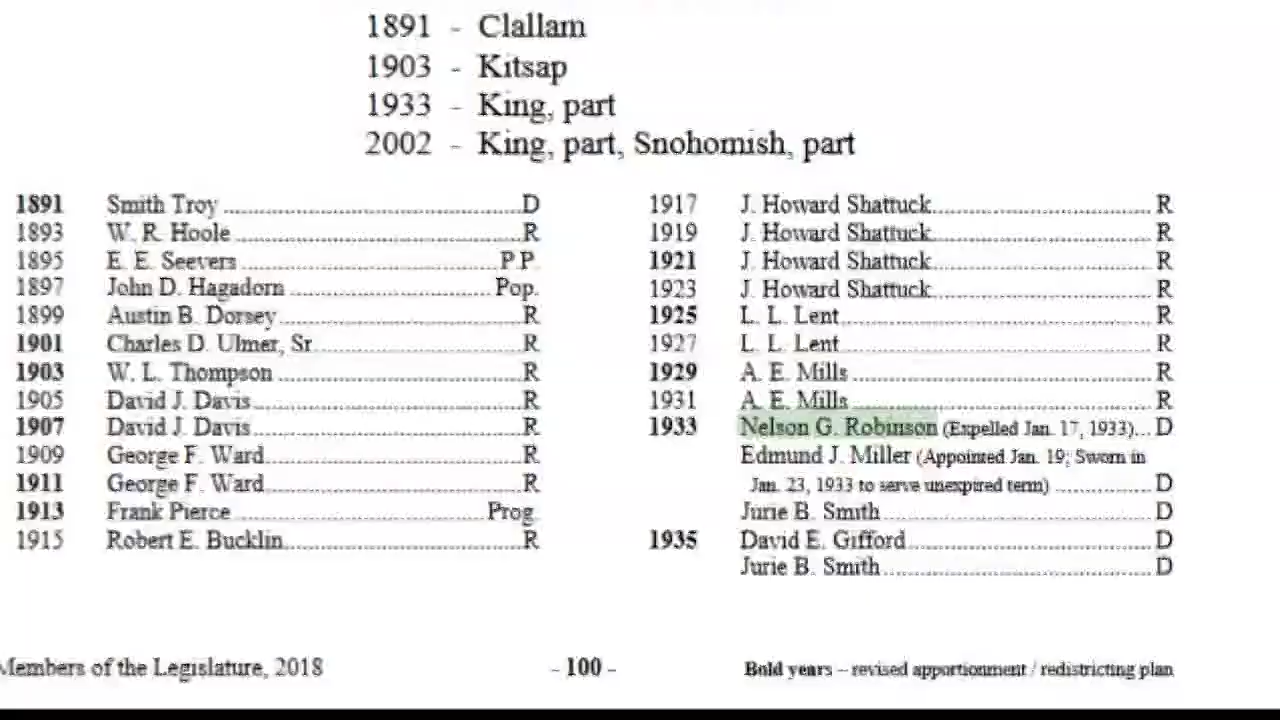 1891 - Clallam
1903 - Kitsap
1933 - King, part
2002 - King, part, Snohomish, part
1891 Smith Troy ........ D
1893 W. R. Hoole ........ R
1895 E. E. Seevers ........ P.P.
1897 John D. Hagadorn ........ Pop.
1899 Austin B. Dorsey ........ R
1901 Charles D. Ulmer, Sr ........ R
1903 W. L. Thompson ........ R
1905 David J. Davis ........ R
1907 David J. Davis ........ R
1909 George F. Ward ........ R
1911 George F. Ward ........ R
1913 Frank Pierce ........ Prog.
1915 Robert E. Bucklin ........ R
1917 J. Howard Shattuck ........ R
1919 J. Howard Shattuck ........ R
1921 J. Howard Shattuck ........ R
1923 J. Howard Shattuck ........ R
1925 L. L. Lent ........ R
1927 L. L. Lent ........ R
1929 A. E. Mills ........ R
1931 A. E. Mills ........ R
1933 Nelson G. Robinson (Expelled Jan. 17, 1933)... D
Edmund J. Miller (Appointed Jan. 19; Sworn in
Jan. 23, 1933 to serve unexpired term) ........ D
Jurie B. Smith ........ D
1935 David E. Gifford ........ D
Jurie B. Smith ........ D
Members of the Legislature, 2018 - 100 - Bold years – revised apportionment / redistricting plan